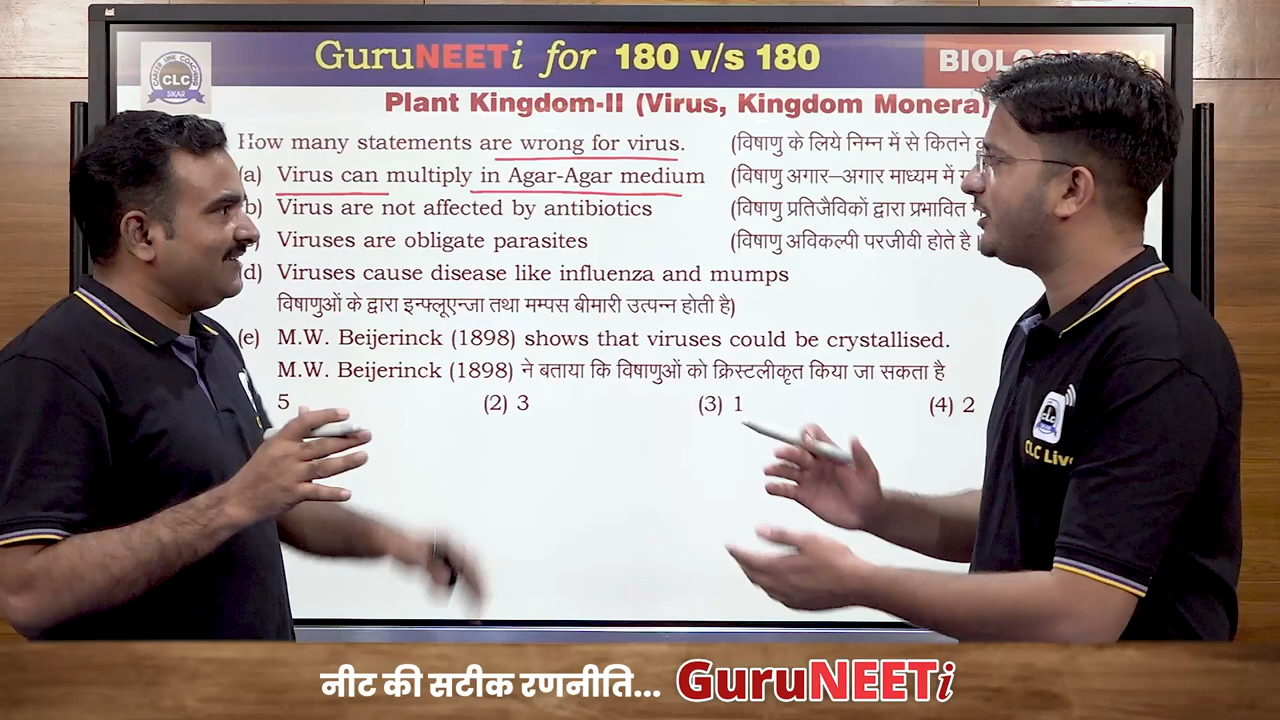 GuruNEETi for 180 v/s 180
CLC
SIKAR
Plant Kingdom-II (Virus, Kingdom Monera)
How many statements are wrong for virus.
(विषाणु के लिये निम्न में से कितने
(a) Virus can multiply in Agar-Agar medium
(विषाणु अगार–अगार माध्यम में
b) Virus are not affected by antibiotics
(विषाणु प्रतिजैविकों द्वारा प्रभावित
) Viruses are obligate parasites
(विषाणु अविकल्पी परजीवी होते है
d) Viruses cause disease like influenza and mumps
विषाणुओं के द्वारा इन्फ्लूएन्जा तथा मम्पस बीमारी उत्पन्न होती है)
(e) M.W. Beijerinck (1898) shows that viruses could be crystallised.
M.W. Beijerinck (1898) ने बताया कि विषाणुओं को क्रिस्टलीकृत किया जा सकता है
5 (2) 3 (3) 1 (4) 2
CLC
CLC Live
नीट की सटीक रणनीति... GuruNEETi